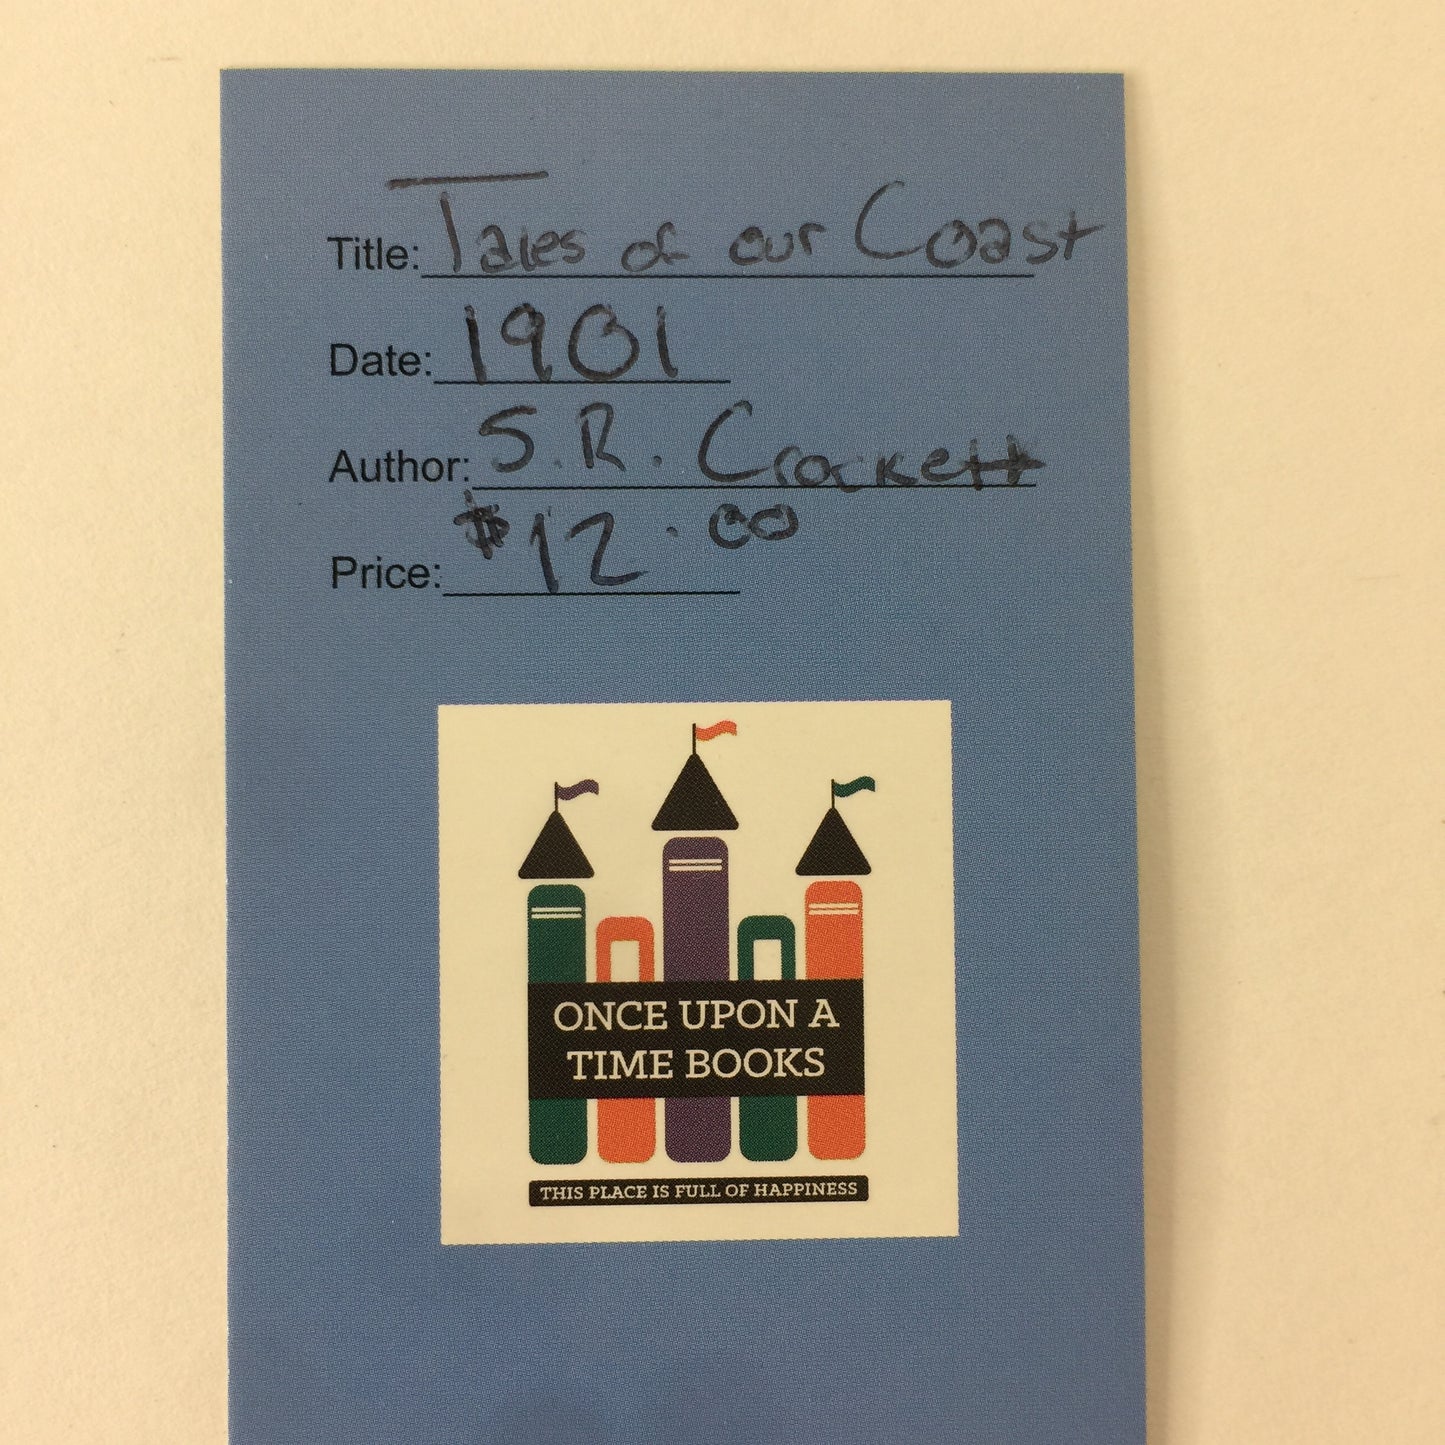 Title: Tales of our Coast
Date: 1901
Author: S.R. Crockett
Price: $12.00
ONCE UPON A
TIME BOOKS
THIS PLACE IS FULL OF HAPPINESS